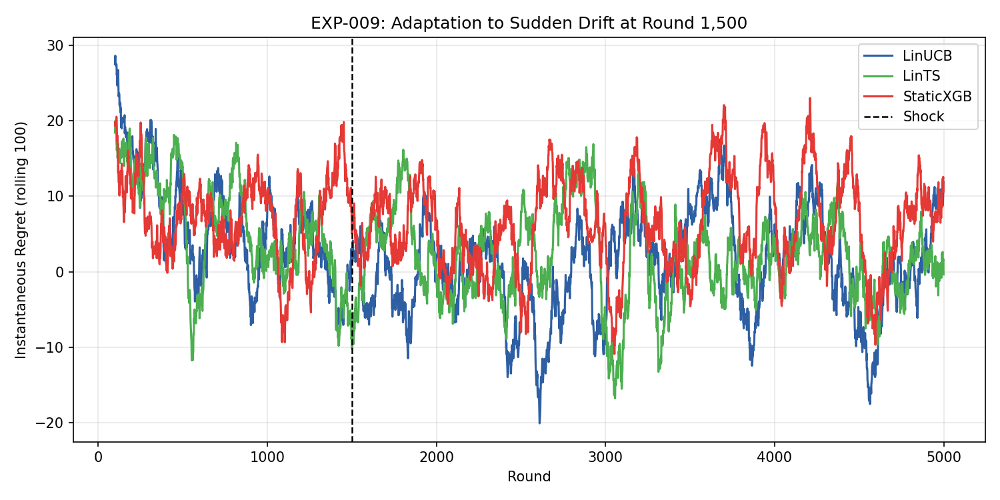 EXP-009: Adaptation to Sudden Drift at Round 1,500
Instantaneous Regret (rolling 100)
30
20
10
0
−10
−20
LinUCB
LinTS
StaticXGB
Shock
0
1000
2000
3000
4000
5000
Round